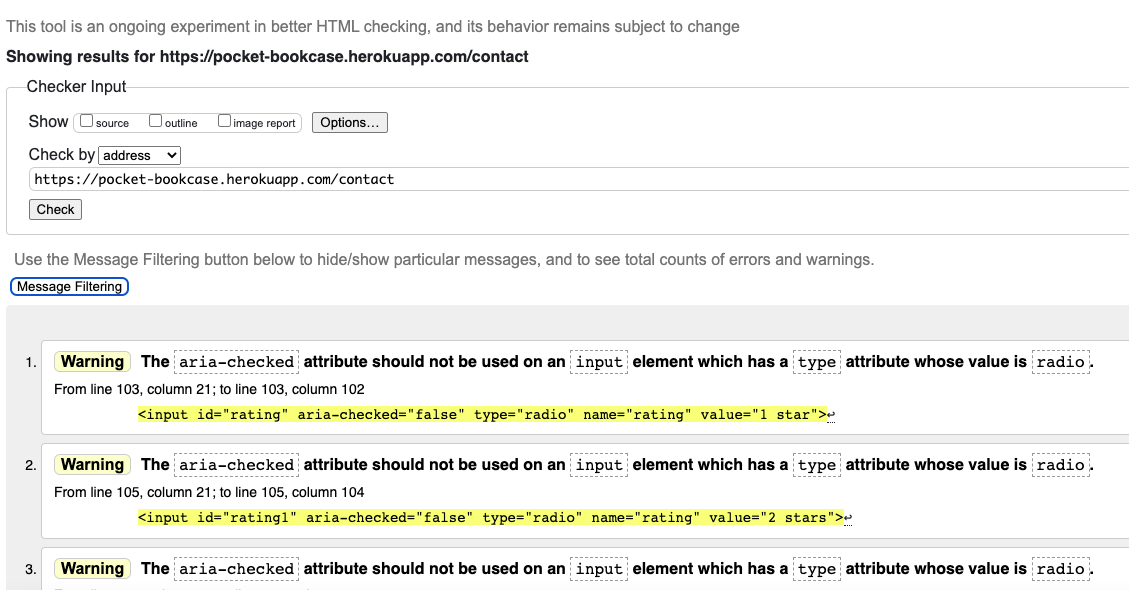 This tool is an ongoing experiment in better HTML checking, and its behavior remains subject to change
Showing results for https://pocket-bookcase.herokuapp.com/contact
Checker Input
Show source outline image report Options...
Check by address
https://pocket-bookcase.herokuapp.com/contact
Check
Use the Message Filtering button below to hide/show particular messages, and to see total counts of errors and warnings.
Message Filtering
1. Warning The aria-checked attribute should not be used on an input element which has a type attribute whose value is radio.
From line 103, column 21; to line 103, column 102
<input id="rating" aria-checked="false" type="radio" name="rating" value="1 star">↩
2. Warning The aria-checked attribute should not be used on an input element which has a type attribute whose value is radio.
From line 105, column 21; to line 105, column 104
<input id="rating1" aria-checked="false" type="radio" name="rating" value="2 stars">↩
3. Warning The aria-checked attribute should not be used on an input element which has a type attribute whose value is radio.